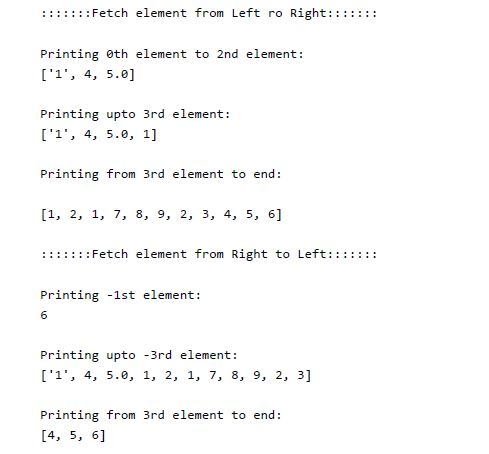 :::::::Fetch element from Left ro Right:::::::
Printing 0th element to 2nd element:
['1', 4, 5.0]
Printing upto 3rd element:
['1', 4, 5.0, 1]
Printing from 3rd element to end:
[1, 2, 1, 7, 8, 9, 2, 3, 4, 5, 6]
:::::::Fetch element from Right to Left:::::::
Printing -1st element:
6
Printing upto -3rd element:
['1', 4, 5.0, 1, 2, 1, 7, 8, 9, 2, 3]
Printing from 3rd element to end:
[4, 5, 6]